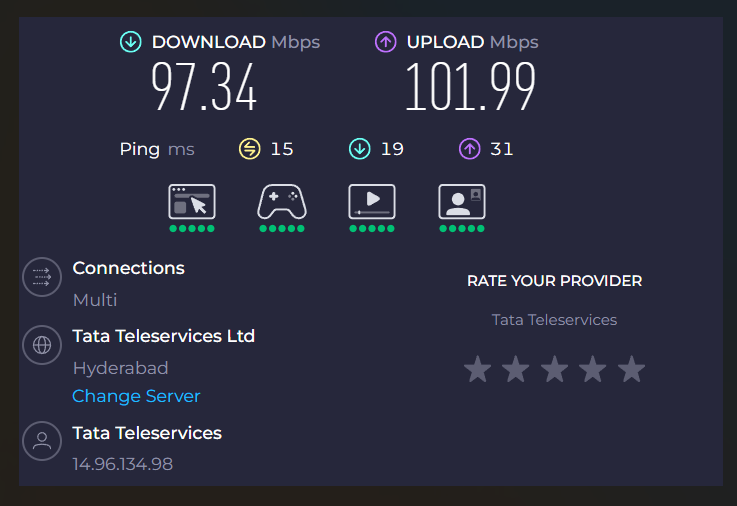 DOWNLOAD Mbps
UPLOAD Mbps
97.34
101.99
Ping ms 15 19 31
Connections
Multi
Tata Teleservices Ltd
Hyderabad
Change Server
Tata Teleservices
14.96.134.98
RATE YOUR PROVIDER
Tata Teleservices